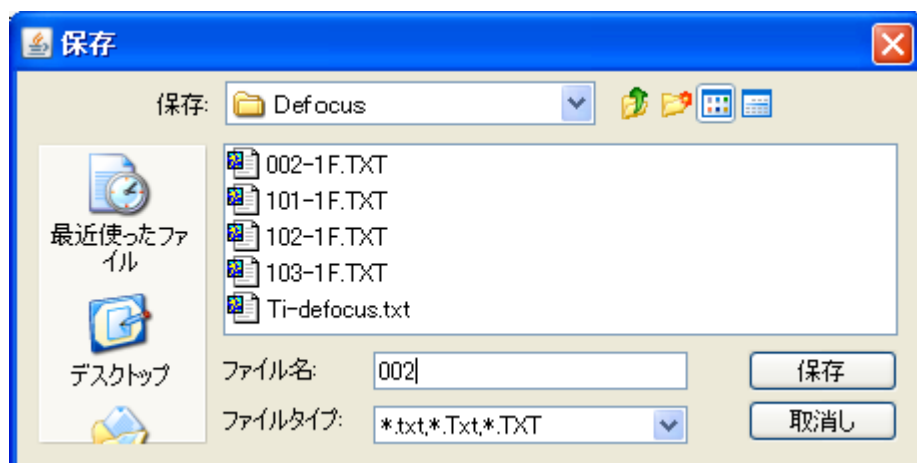 保存
保存: Defocus
002-1F.TXT
101-1F.TXT
102-1F.TXT
103-1F.TXT
Ti-defocus.txt
最近使ったファ
イル
デスクトップ
ファイル名: 002 保存
ファイルタイプ: *.txt,*.Txt,*.TXT 取消し